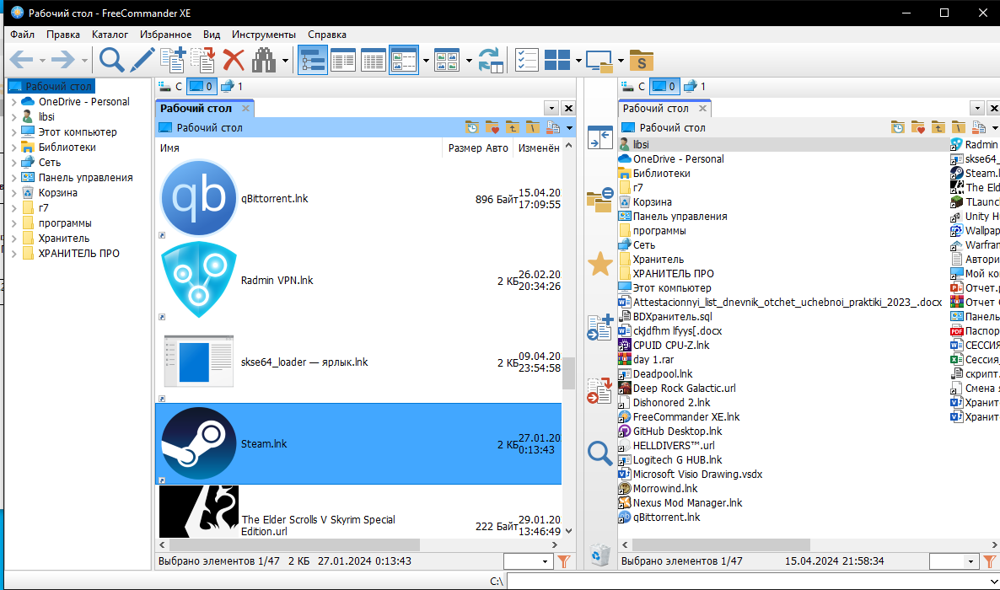 Рабочий стол - FreeCommander XE
Файл Правка Каталог Избранное Вид Инструменты Справка
S
Рабочий стол
OneDrive - Personal
libsi
Этот компьютер
Библиотеки
Сеть
Панель управления
Корзина
г7
программы
Хранитель
ХРАНИТЕЛЬ ПРО
C 0 1
Рабочий стол
Рабочий стол
Имя Размер Авто Изменён
qb
qBittorrent.lnk 896 Байт 15.04.20
17:09:55
Radmin VPN.lnk 2 КБ 26.02.20
20:34:26
skse64_loader — ярлык.lnk 2 КБ 09.04.20
23:54:58
Steam.lnk 2 КБ 27.01.20
0:13:43
The Elder Scrolls V Skyrim Special
Edition.url 222 Байт 29.01.20
13:46:49
Выбрано элементов 1/47 2 КБ 27.01.2024 0:13:43
C 0 1
Рабочий стол
Рабочий стол
libsi
OneDrive - Personal
Библиотеки
г7
Корзина
Панель управления
программы
Сеть
Хранитель
ХРАНИТЕЛЬ ПРО
Этот компьютер
Attestacionnyi_list_dnevnik_otchet_uchebnoi_praktiki_2023_.docx
BDХранитель.sql
ckjdfhm lfyys[.docx
CPUID CPU-Z.lnk
day 1.rar
Deadpool.lnk
Deep Rock Galactic.url
Dishonored 2.lnk
FreeCommander XE.lnk
GitHub Desktop.lnk
HELLDIVERS™.url
Logitech G HUB.lnk
Microsoft Visio Drawing.vsdx
Morrowind.lnk
Nexus Mod Manager.lnk
qBittorrent.lnk
Radmin
skse64_
Steam.l
The Eld
TLaunc
Unity H
Wallpap
Warfran
Автори
Мой ко
Отчет.р
Отчет
Панель
Паспор
СЕССИЯ
Сессия
скрипт.
Смена я
Хранит
Хранит
Выбрано элементов 1/47 15.04.2024 21:58:34
C:\